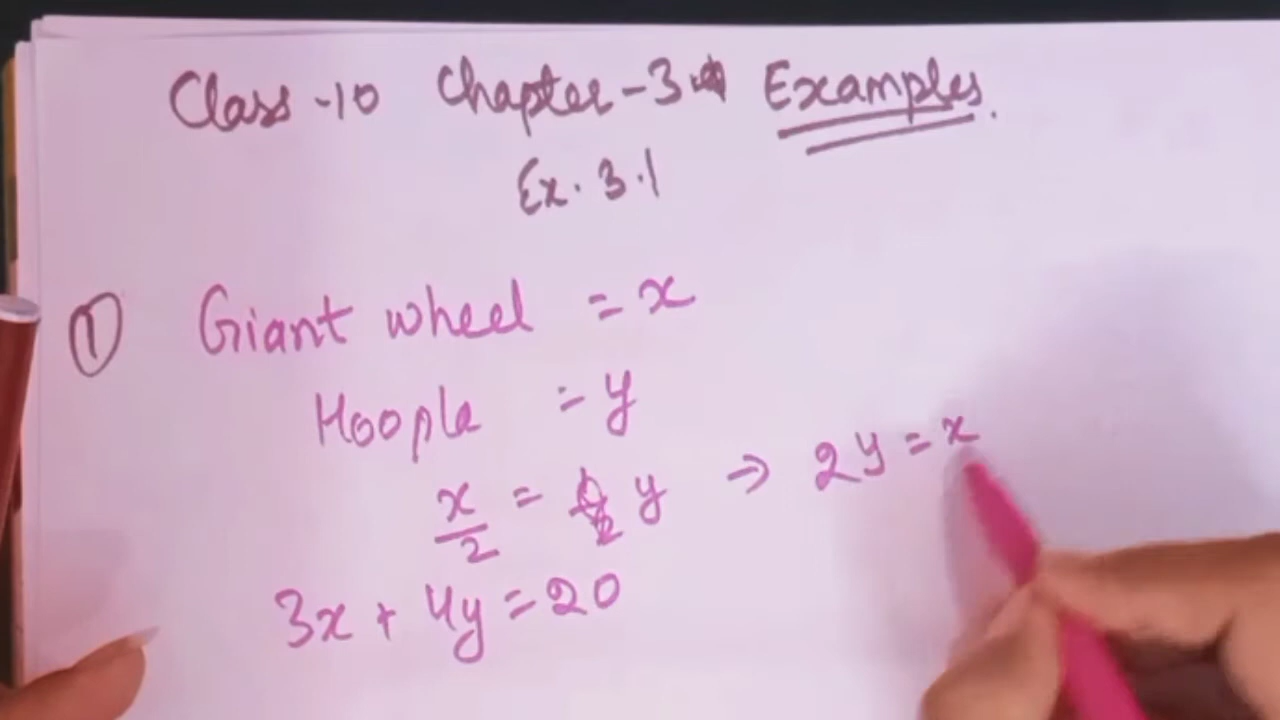 Class -10 Chapter-3 Examples.
Ex. 3.1
① Giant wheel = x
Hoopla = y
x/2 = y → 2y = x
3x + 4y = 20